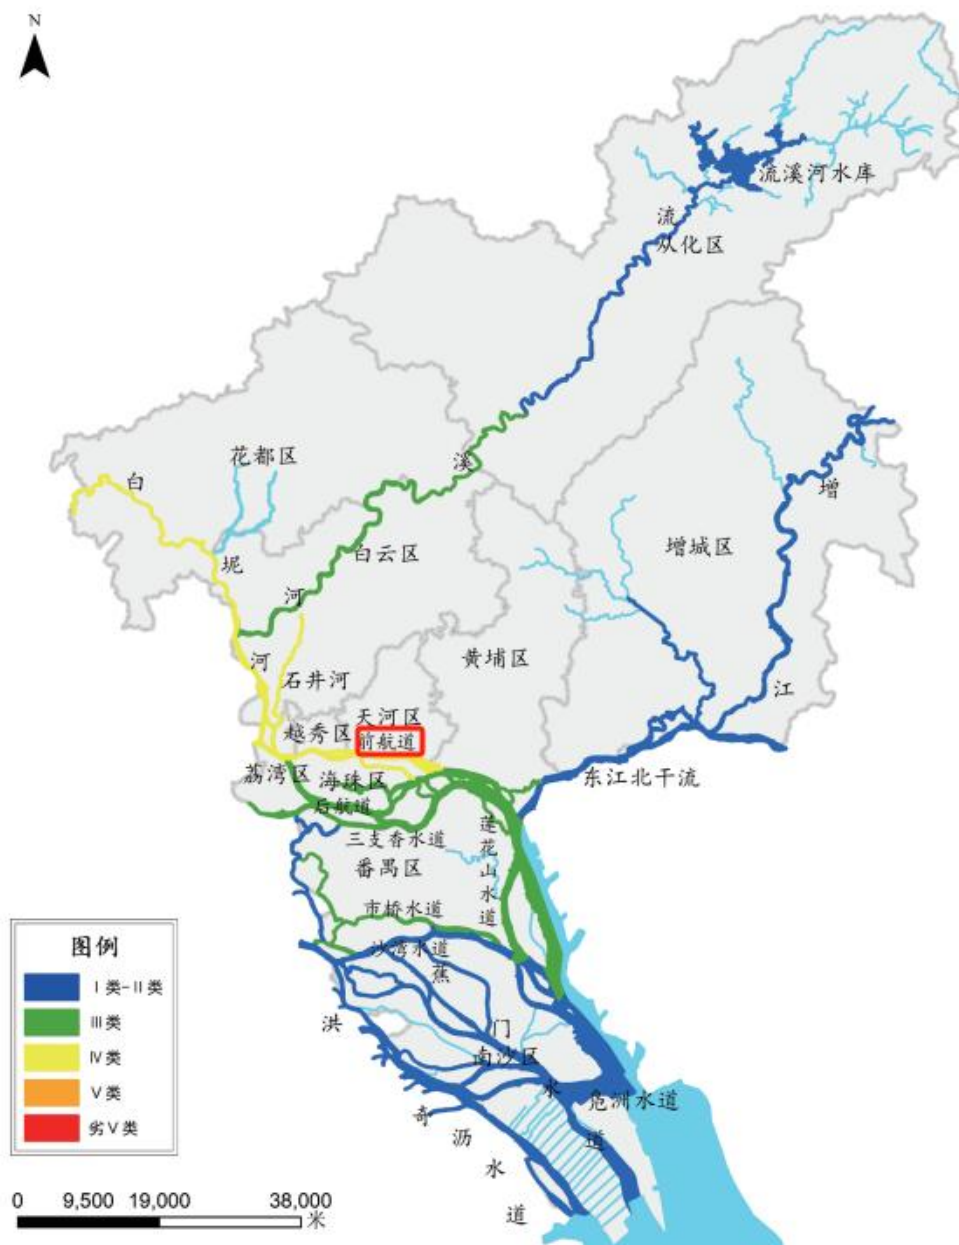 N
流溪河水库
流
从化区
花都区
溪
白
增
白云区
增城区
坭
河
黄埔区
河
石井河
江
天河区
越秀区
前航道
荔湾区
海珠区
东江北干流
后航道
三支香水道
莲花山水道
番禺区
市桥水道
沙湾水道
蕉
图例
Ⅰ类-Ⅱ类
Ⅲ类
Ⅳ类
Ⅴ类
劣Ⅴ类
洪
门
南沙区
水
凫洲水道
奇
沥
道
水
道
0 9,500 19,000 38,000
米